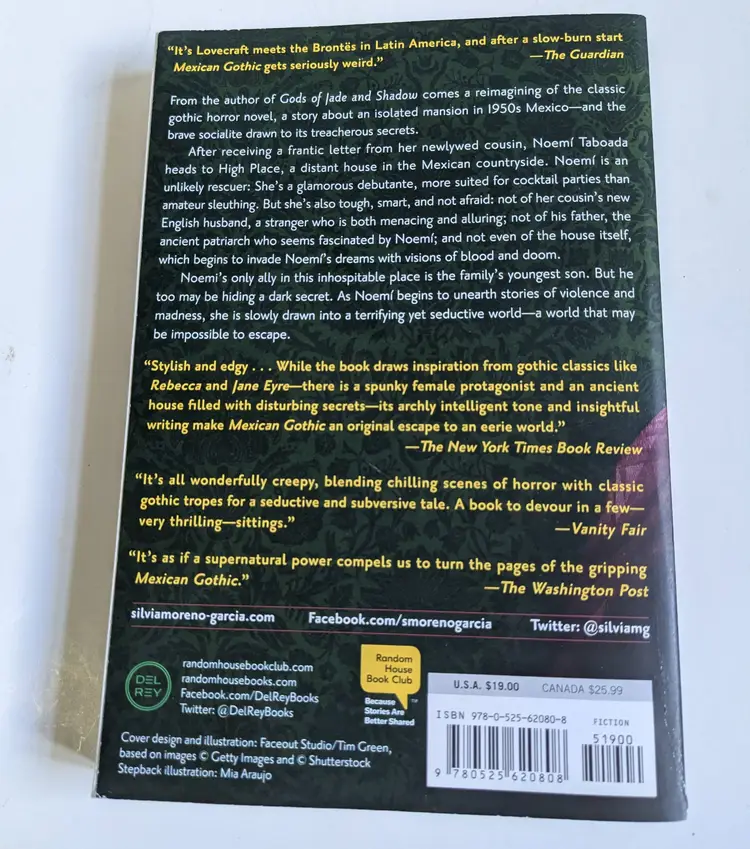 “It’s Lovecraft meets the Brontës in Latin America, and after a slow-burn start
Mexican Gothic gets seriously weird.” —The Guardian
From the author of Gods of Jade and Shadow comes a reimagining of the classic
gothic horror novel, a story about an isolated mansion in 1950s Mexico—and the
brave socialite drawn to its treacherous secrets.
After receiving a frantic letter from her newlywed cousin, Noemí Taboada
heads to High Place, a distant house in the Mexican countryside. Noemí is an
unlikely rescuer: She’s a glamorous debutante, more suited for cocktail parties than
amateur sleuthing. But she’s also tough, smart, and not afraid: not of her cousin’s new
English husband, a stranger who is both menacing and alluring; not of his father, the
ancient patriarch who seems fascinated by Noemí; and not even of the house itself,
which begins to invade Noemí’s dreams with visions of blood and doom.
Noemi’s only ally in this inhospitable place is the family’s youngest son. But he
too may be hiding a dark secret. As Noemí begins to unearth stories of violence and
madness, she is slowly drawn into a terrifying yet seductive world—a world that may
be impossible to escape.
“Stylish and edgy . . . While the book draws inspiration from gothic classics like
Rebecca and Jane Eyre—there is a spunky female protagonist and an ancient
house filled with disturbing secrets—its archly intelligent tone and insightful
writing make Mexican Gothic an original escape to an eerie world.”
—The New York Times Book Review
“It’s all wonderfully creepy, blending chilling scenes of horror with classic
gothic tropes for a seductive and subversive tale. A book to devour in a few—
very thrilling—sittings.” —Vanity Fair
“It’s as if a supernatural power compels us to turn the pages of the gripping
Mexican Gothic.” —The Washington Post
silviamoreno-garcia.com Facebook.com/smorenogarcia Twitter: @silviamg
DEL
REY
randomhousebookclub.com
randomhousebooks.com
Facebook.com/DelReyBooks
Twitter: @DelReyBooks
Random
House
Book Club
Because
Stories Are
Better Shared
™
Cover design and illustration: Faceout Studio/Tim Green,
based on images © Getty Images and © Shutterstock
Stepback illustration: Mia Araujo
U.S.A. $19.00 CANADA $25.99
ISBN 978-0-525-62080-8 FICTION
51900
9 780525 620808